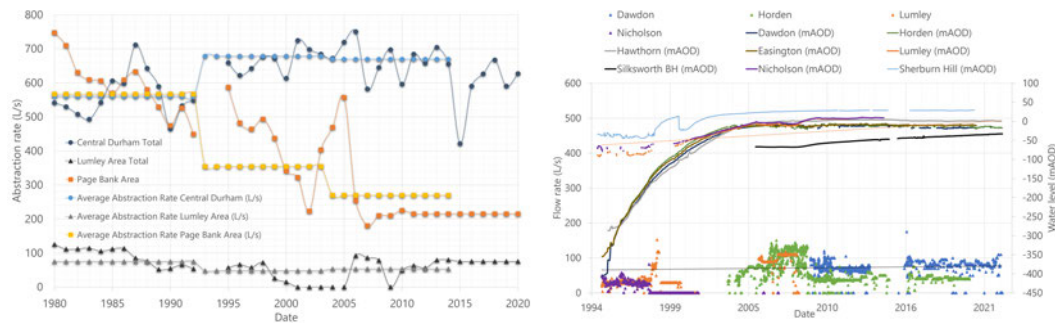 800
700
600
500
400
300
200
100
0
Abstraction rate (L/s)
Central Durham Total
Lumley Area Total
Page Bank Area
Average Abstraction Rate Central Durham (L/s)
Average Abstraction Rate Lumley Area (L/s)
Average Abstraction Rate Page Bank Area (L/s)
1980 1985 1990 1995 2000 2005 2010 2015 2020
Date
Dawdon Horden Lumley
Nicholson Dawdon (mAOD) Horden (mAOD)
Hawthorn (mAOD) Easington (mAOD) Lumley (mAOD)
Silksworth BH (mAOD) Nicholson (mAOD) Sherburn Hill (mAOD)
600 100
50
500 0
-50
400 -100
-150
300 -200
-250
200 -300
-350
100 -400
0 -450
Flow rate (L/s)
Water level (mAOD)
1994 1999 2005 2010 2016 2021
Date